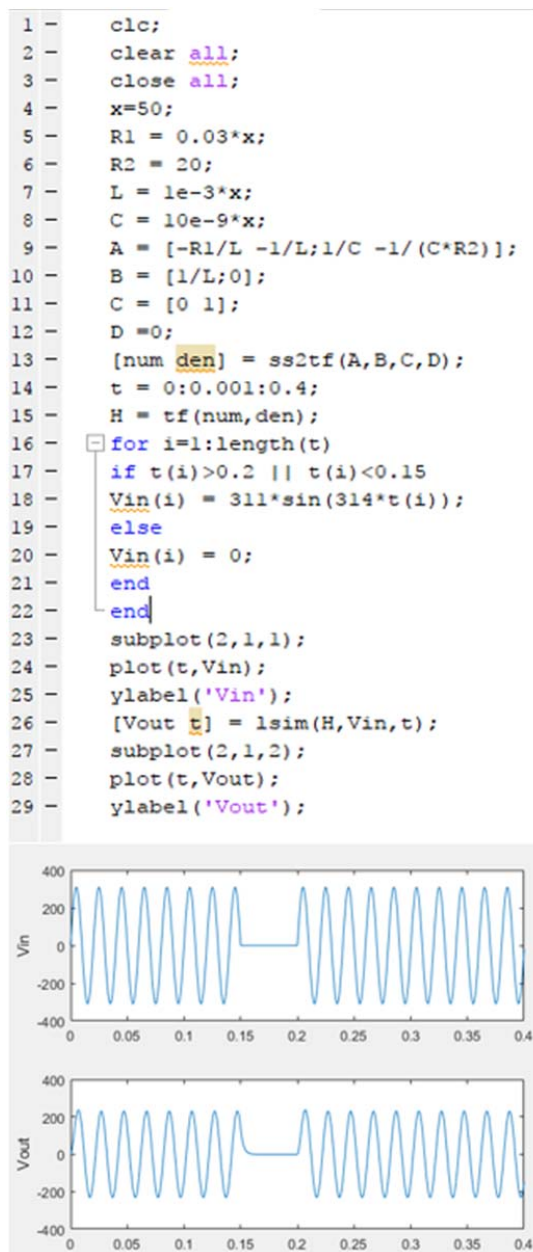 1 - clc;
2 - clear all;
3 - close all;
4 - x=50;
5 - R1 = 0.03*x;
6 - R2 = 20;
7 - L = 1e-3*x;
8 - C = 10e-9*x;
9 - A = [-R1/L -1/L;1/C -1/(C*R2)];
10 - B = [1/L;0];
11 - C = [0 1];
12 - D =0;
13 - [num den] = ss2tf(A,B,C,D);
14 - t = 0:0.001:0.4;
15 - H = tf(num,den);
16 - for i=1:length(t)
17 - if t(i)>0.2 || t(i)<0.15
18 - Vin(i) = 311*sin(314*t(i));
19 - else
20 - Vin(i) = 0;
21 - end
22 - end
23 - subplot(2,1,1);
24 - plot(t,Vin);
25 - ylabel('Vin');
26 - [Vout t] = lsim(H,Vin,t);
27 - subplot(2,1,2);
28 - plot(t,Vout);
29 - ylabel('Vout');
400
200
0
-200
-400
Vin
0 0.05 0.1 0.15 0.2 0.25 0.3 0.35 0.4
400
200
0
-200
-400
Vout
0 0.05 0.1 0.15 0.2 0.25 0.3 0.35 0.4